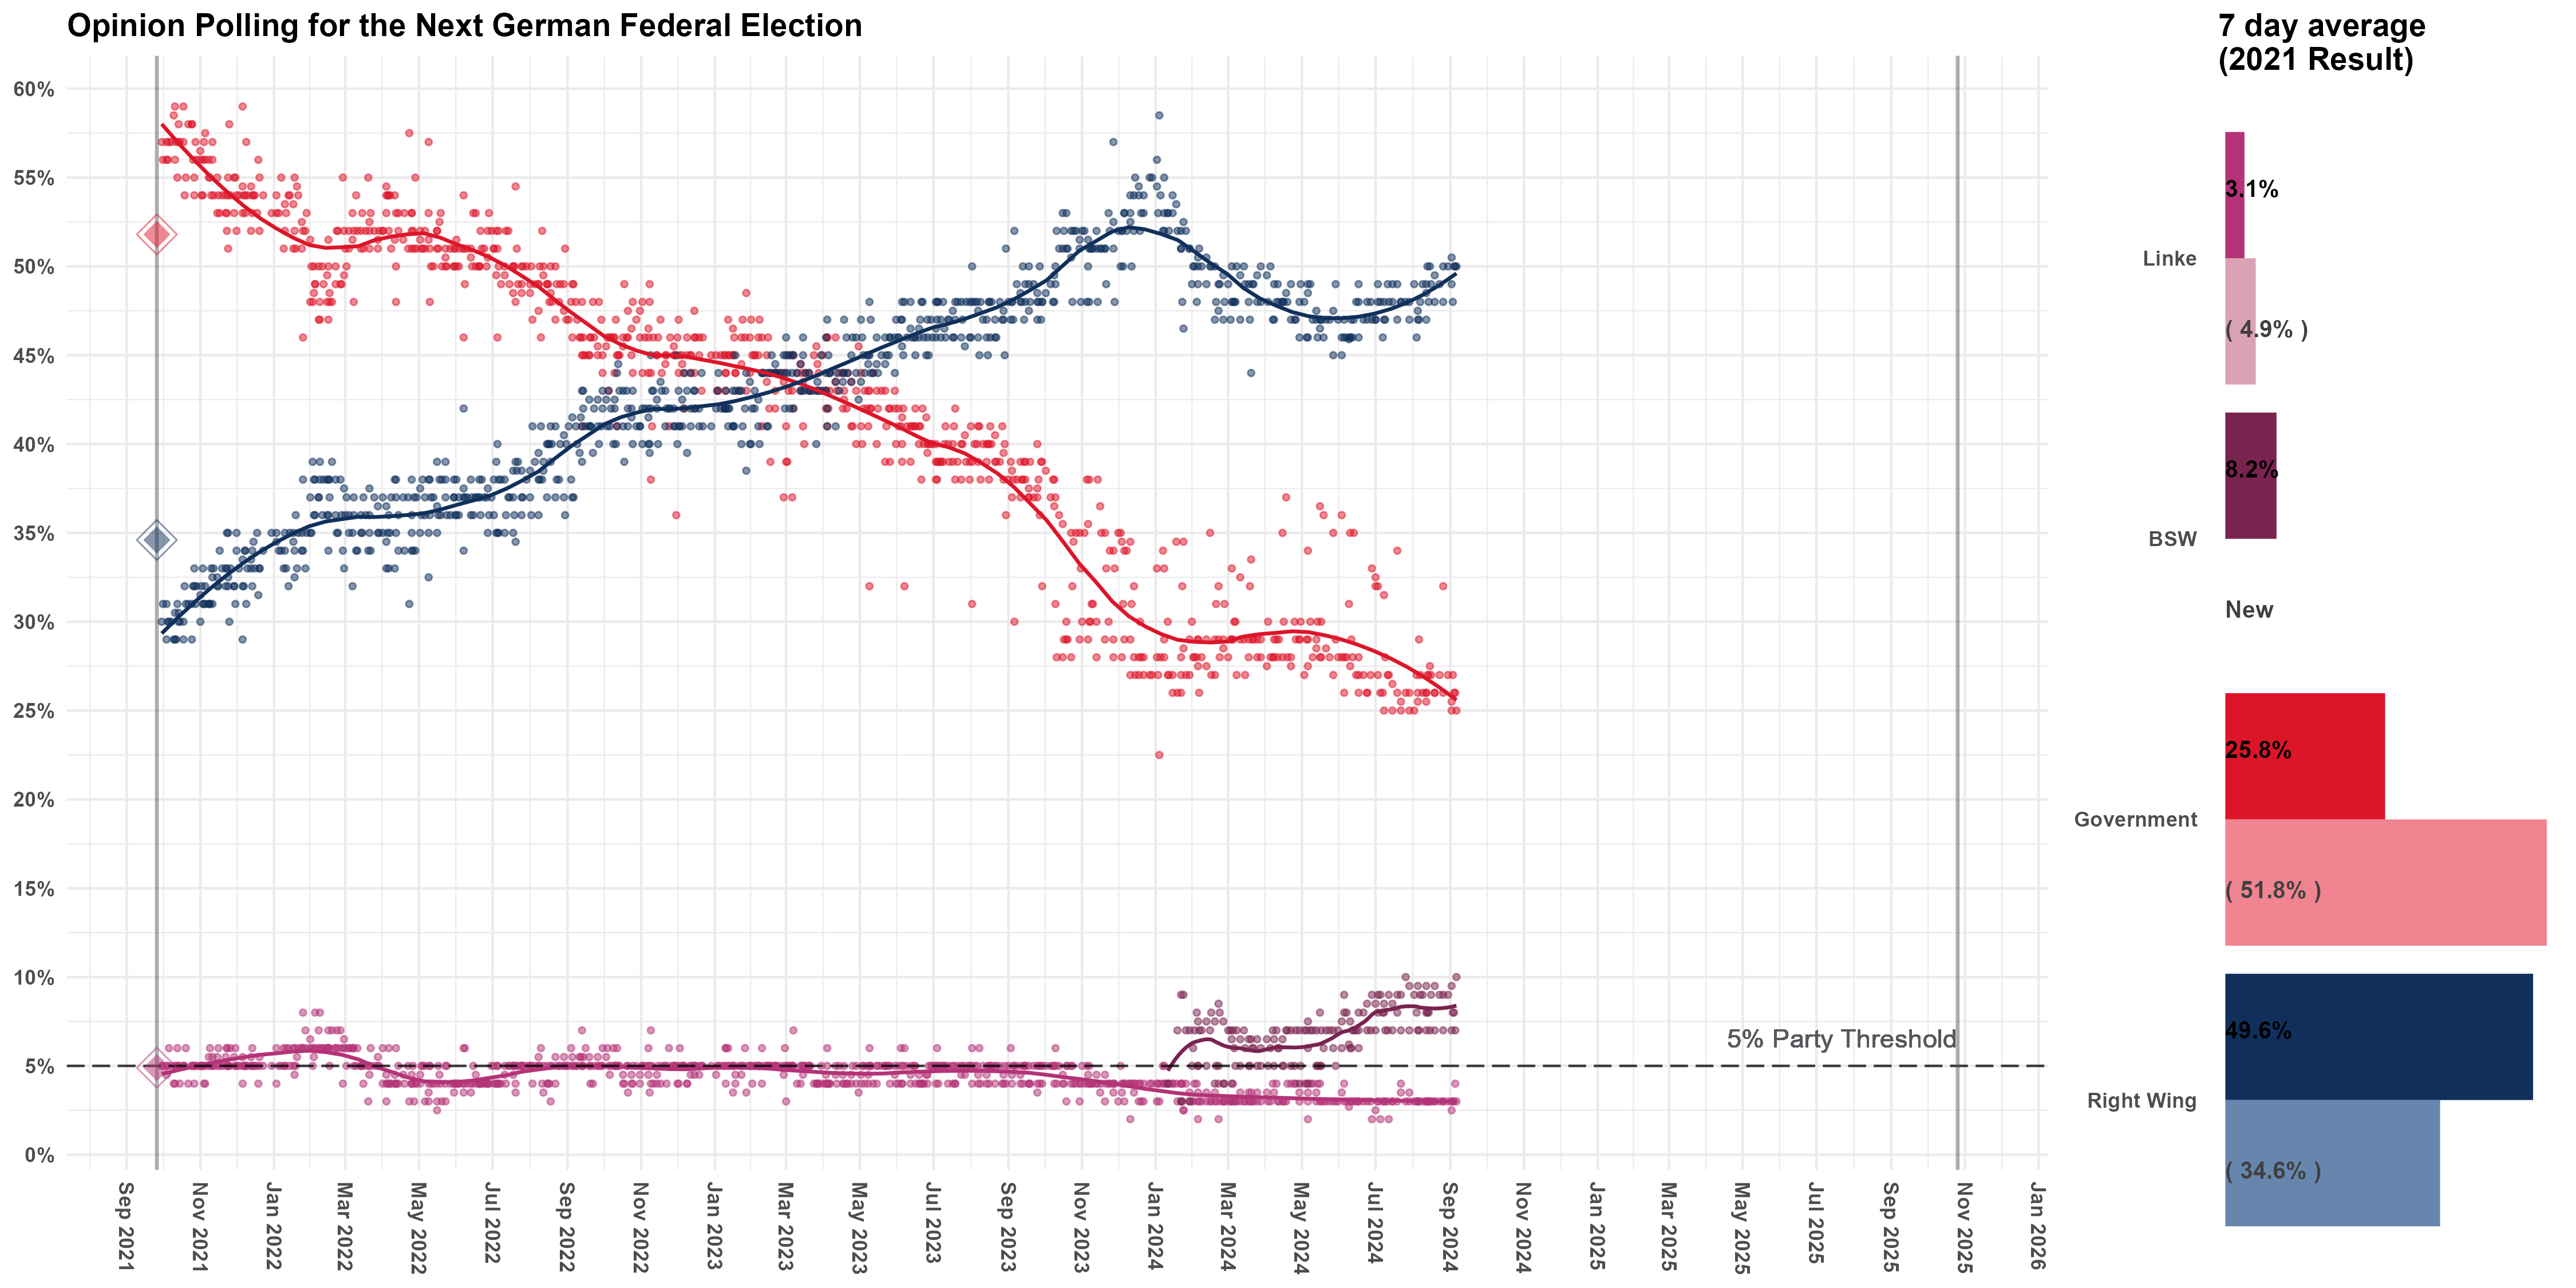 Opinion Polling for the Next German Federal Election
7 day average
(2021 Result)
60%
55%
50%
45%
40%
35%
30%
25%
20%
15%
10%
5%
0%
5% Party Threshold
Sep 2021
Nov 2021
Jan 2022
Mar 2022
May 2022
Jul 2022
Sep 2022
Nov 2022
Jan 2023
Mar 2023
May 2023
Jul 2023
Sep 2023
Nov 2023
Jan 2024
Mar 2024
May 2024
Jul 2024
Sep 2024
Nov 2024
Jan 2025
Mar 2025
May 2025
Jul 2025
Sep 2025
Nov 2025
Jan 2026
3.1%
Linke
( 4.9% )
8.2%
BSW
New
25.8%
Government
( 51.8% )
49.6%
Right Wing
( 34.6% )